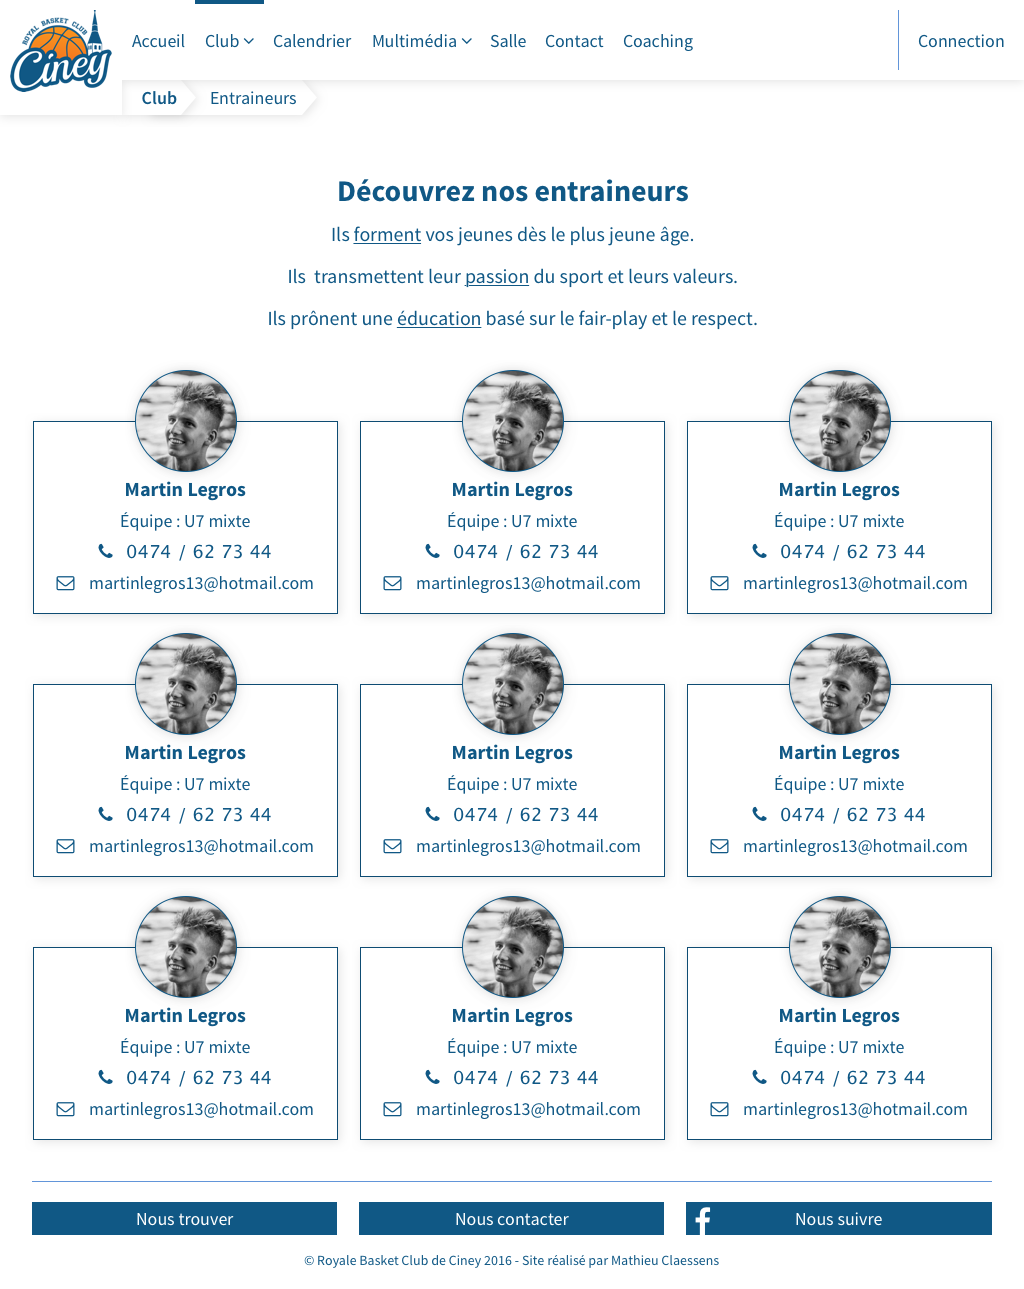 ROYAL BASKET CLUB
Ciney
Accueil Club Calendrier Multimédia Salle Contact Coaching Connection
Club Entraineurs
Découvrez nos entraineurs
Ils forment vos jeunes dès le plus jeune âge.
Ils transmettent leur passion du sport et leurs valeurs.
Ils prônent une éducation basé sur le fair-play et le respect.
Martin Legros Martin Legros Martin Legros
Équipe : U7 mixte Équipe : U7 mixte Équipe : U7 mixte
0474 / 62 73 44 0474 / 62 73 44 0474 / 62 73 44
martinlegros13@hotmail.com martinlegros13@hotmail.com martinlegros13@hotmail.com
Martin Legros Martin Legros Martin Legros
Équipe : U7 mixte Équipe : U7 mixte Équipe : U7 mixte
0474 / 62 73 44 0474 / 62 73 44 0474 / 62 73 44
martinlegros13@hotmail.com martinlegros13@hotmail.com martinlegros13@hotmail.com
Martin Legros Martin Legros Martin Legros
Équipe : U7 mixte Équipe : U7 mixte Équipe : U7 mixte
0474 / 62 73 44 0474 / 62 73 44 0474 / 62 73 44
martinlegros13@hotmail.com martinlegros13@hotmail.com martinlegros13@hotmail.com
Nous trouver Nous contacter Nous suivre
© Royale Basket Club de Ciney 2016 - Site réalisé par Mathieu Claessens